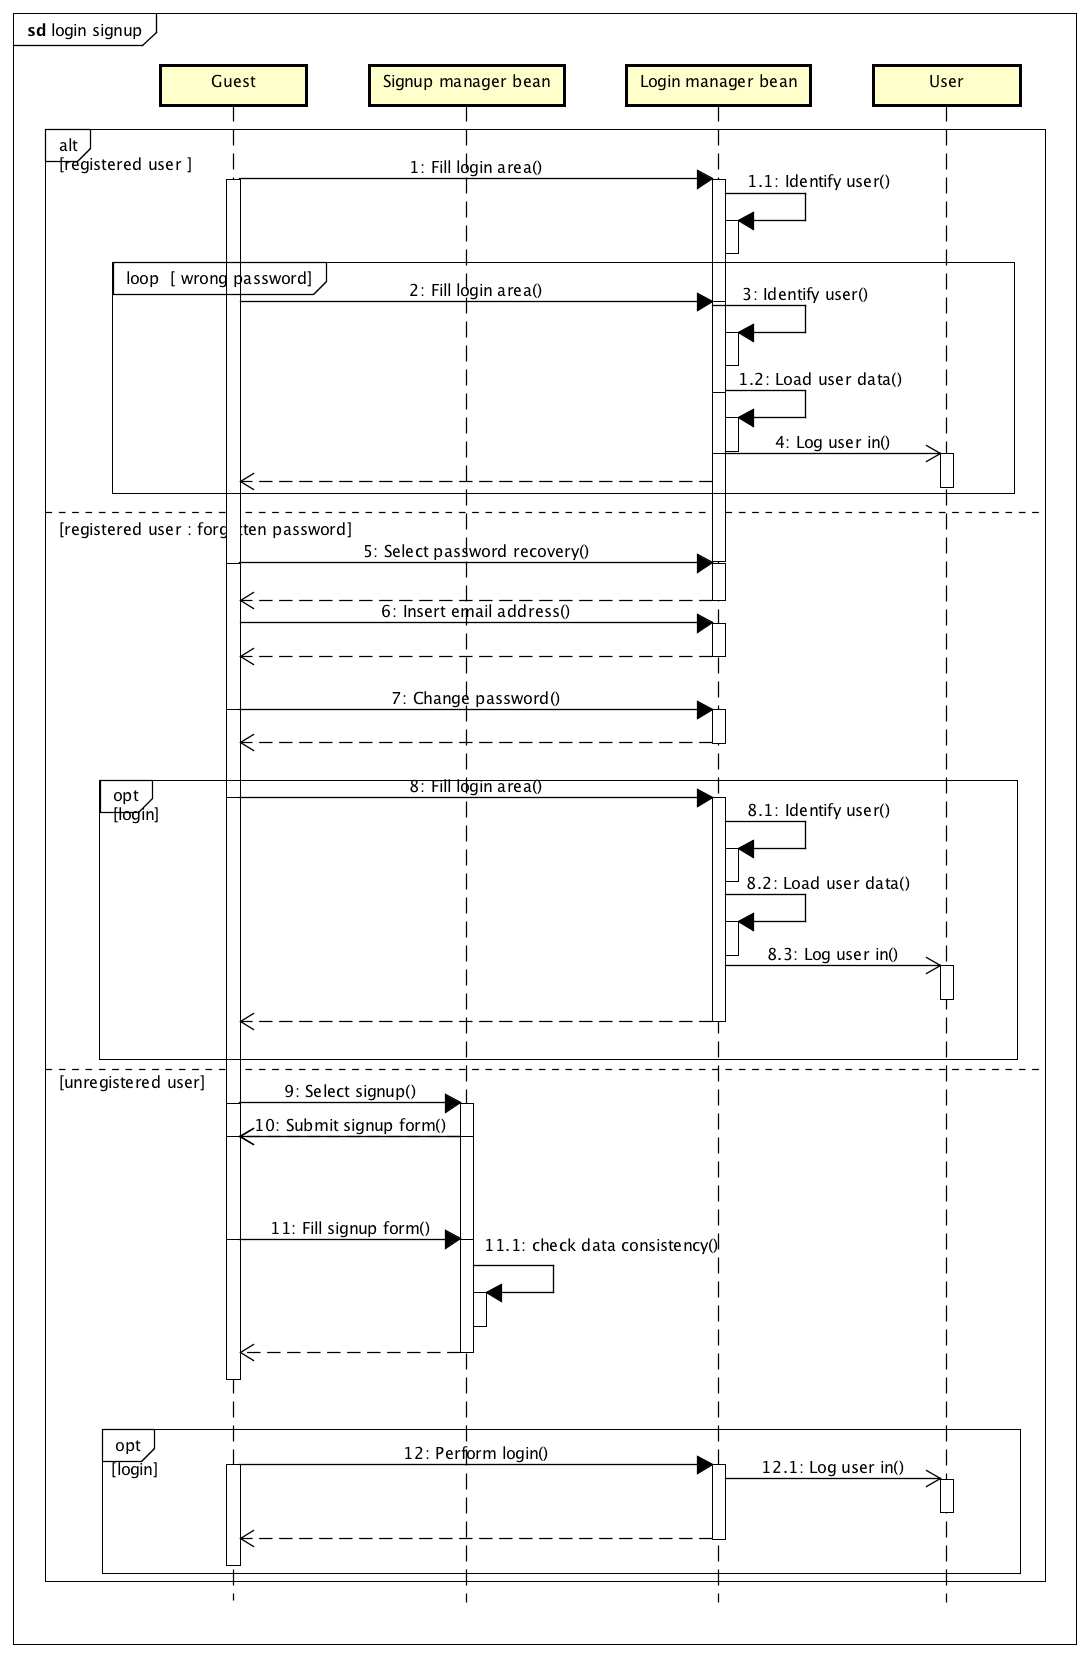 sd login signup
Guest
Signup manager bean
Login manager bean
User
alt
[registered user ]
1: Fill login area()
1.1: Identify user()
loop [ wrong password]
2: Fill login area()
3: Identify user()
1.2: Load user data()
4: Log user in()
[registered user : forgotten password]
5: Select password recovery()
6: Insert email address()
7: Change password()
opt
[login]
8: Fill login area()
8.1: Identify user()
8.2: Load user data()
8.3: Log user in()
[unregistered user]
9: Select signup()
10: Submit signup form()
11: Fill signup form()
11.1: check data consistency()
opt
[login]
12: Perform login()
12.1: Log user in()